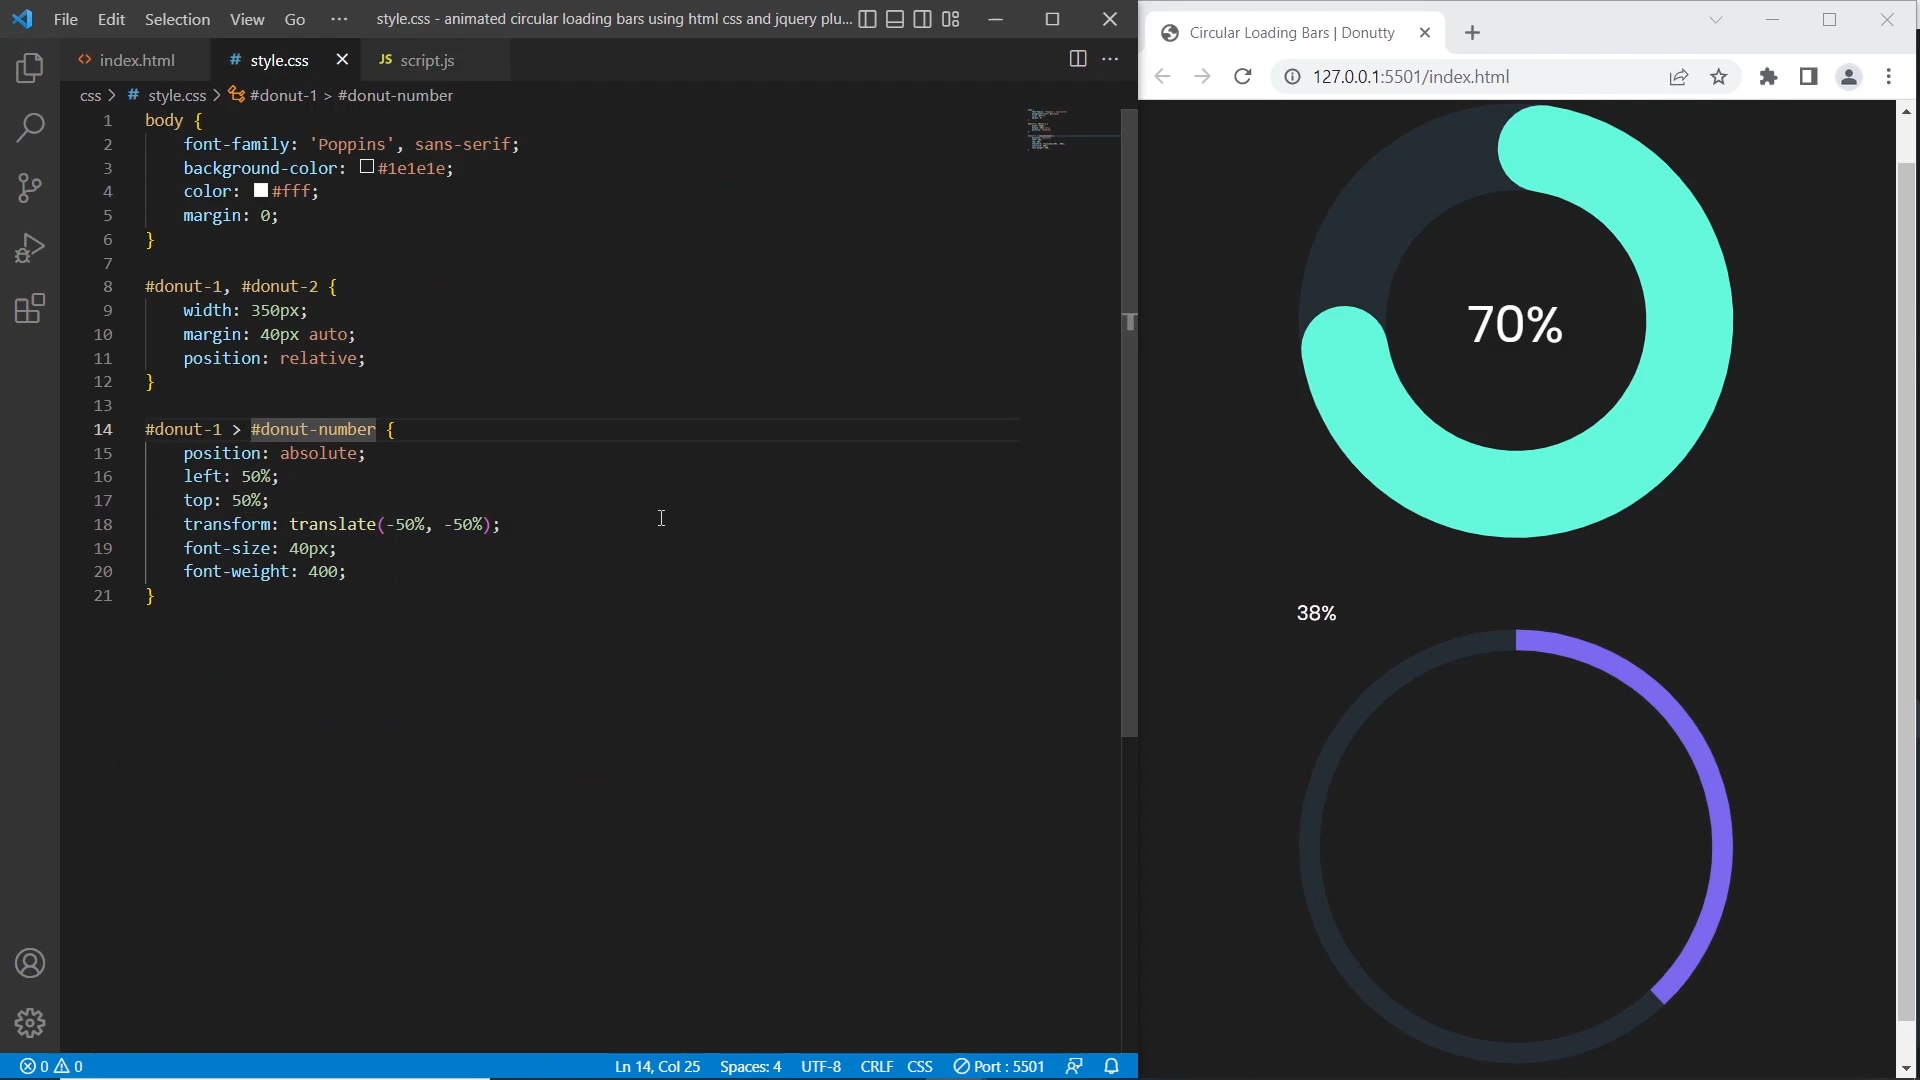 File Edit Selection View Go ··· style.css - animated circular loading bars using html css and jquery plu...
index.html # style.css JS script.js
css > # style.css > #donut-1 > #donut-number
1 body {
2 font-family: 'Poppins', sans-serif;
3 background-color: #1e1e1e;
4 color: #fff;
5 margin: 0;
6 }
7
8 #donut-1, #donut-2 {
9 width: 350px;
10 margin: 40px auto;
11 position: relative;
12 }
13
14 #donut-1 > #donut-number {
15 position: absolute;
16 left: 50%;
17 top: 50%;
18 transform: translate(-50%, -50%);
19 font-size: 40px;
20 font-weight: 400;
21 }
0 0 Ln 14, Col 25 Spaces: 4 UTF-8 CRLF CSS Port : 5501
Circular Loading Bars | Donutty
127.0.0.1:5501/index.html
70%
38%